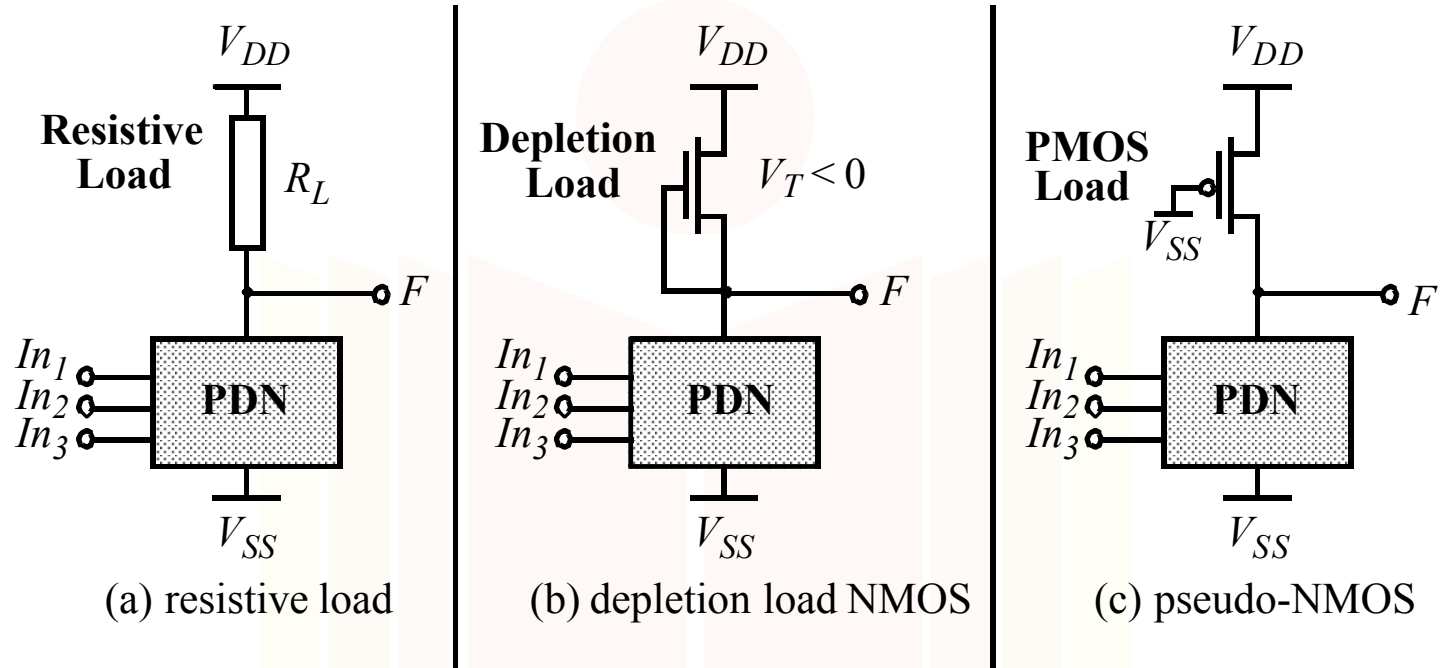 V_DD
Resistive
Load
R_L
F
In_1
In_2
In_3
PDN
V_SS
(a) resistive load
V_DD
Depletion
Load
V_T < 0
F
In_1
In_2
In_3
PDN
V_SS
(b) depletion load NMOS
V_DD
PMOS
Load
V_SS
F
In_1
In_2
In_3
PDN
V_SS
(c) pseudo-NMOS